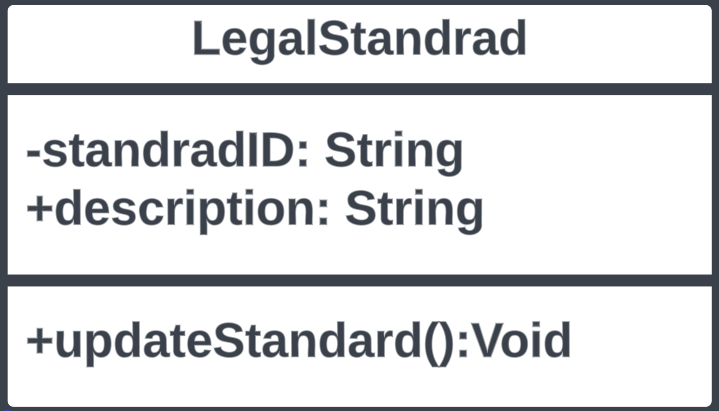 LegalStandrad
-standradID: String
+description: String
+updateStandard():Void